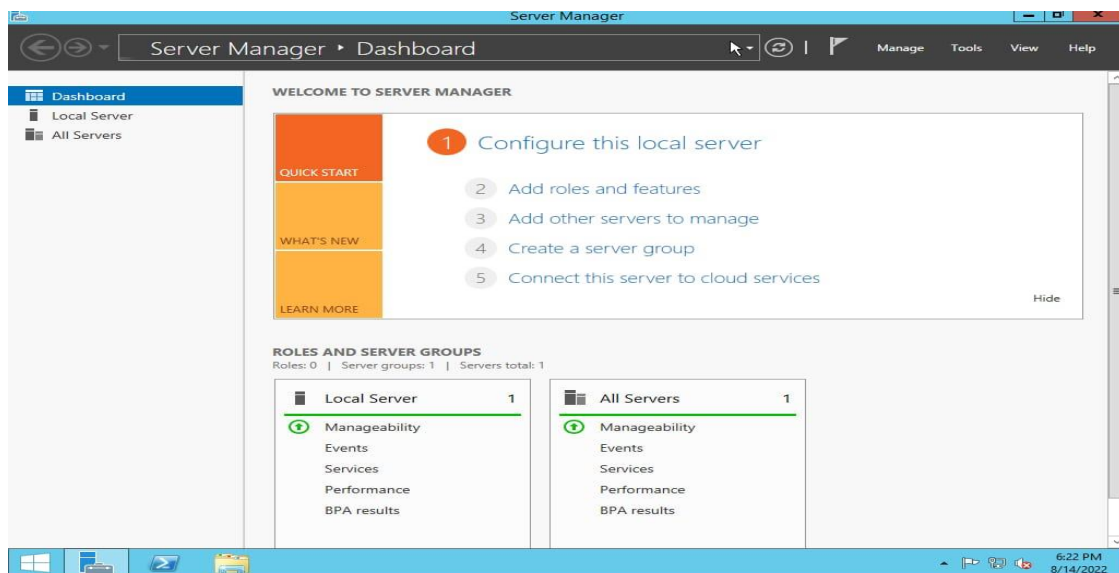 Server Manager
Server Manager ‣ Dashboard
Manage Tools View Help
Dashboard
Local Server
All Servers
WELCOME TO SERVER MANAGER
QUICK START
WHAT'S NEW
LEARN MORE
1 Configure this local server
2 Add roles and features
3 Add other servers to manage
4 Create a server group
5 Connect this server to cloud services
Hide
ROLES AND SERVER GROUPS
Roles: 0 | Server groups: 1 | Servers total: 1
Local Server 1
Manageability
Events
Services
Performance
BPA results
All Servers 1
Manageability
Events
Services
Performance
BPA results
6:22 PM
8/14/2022